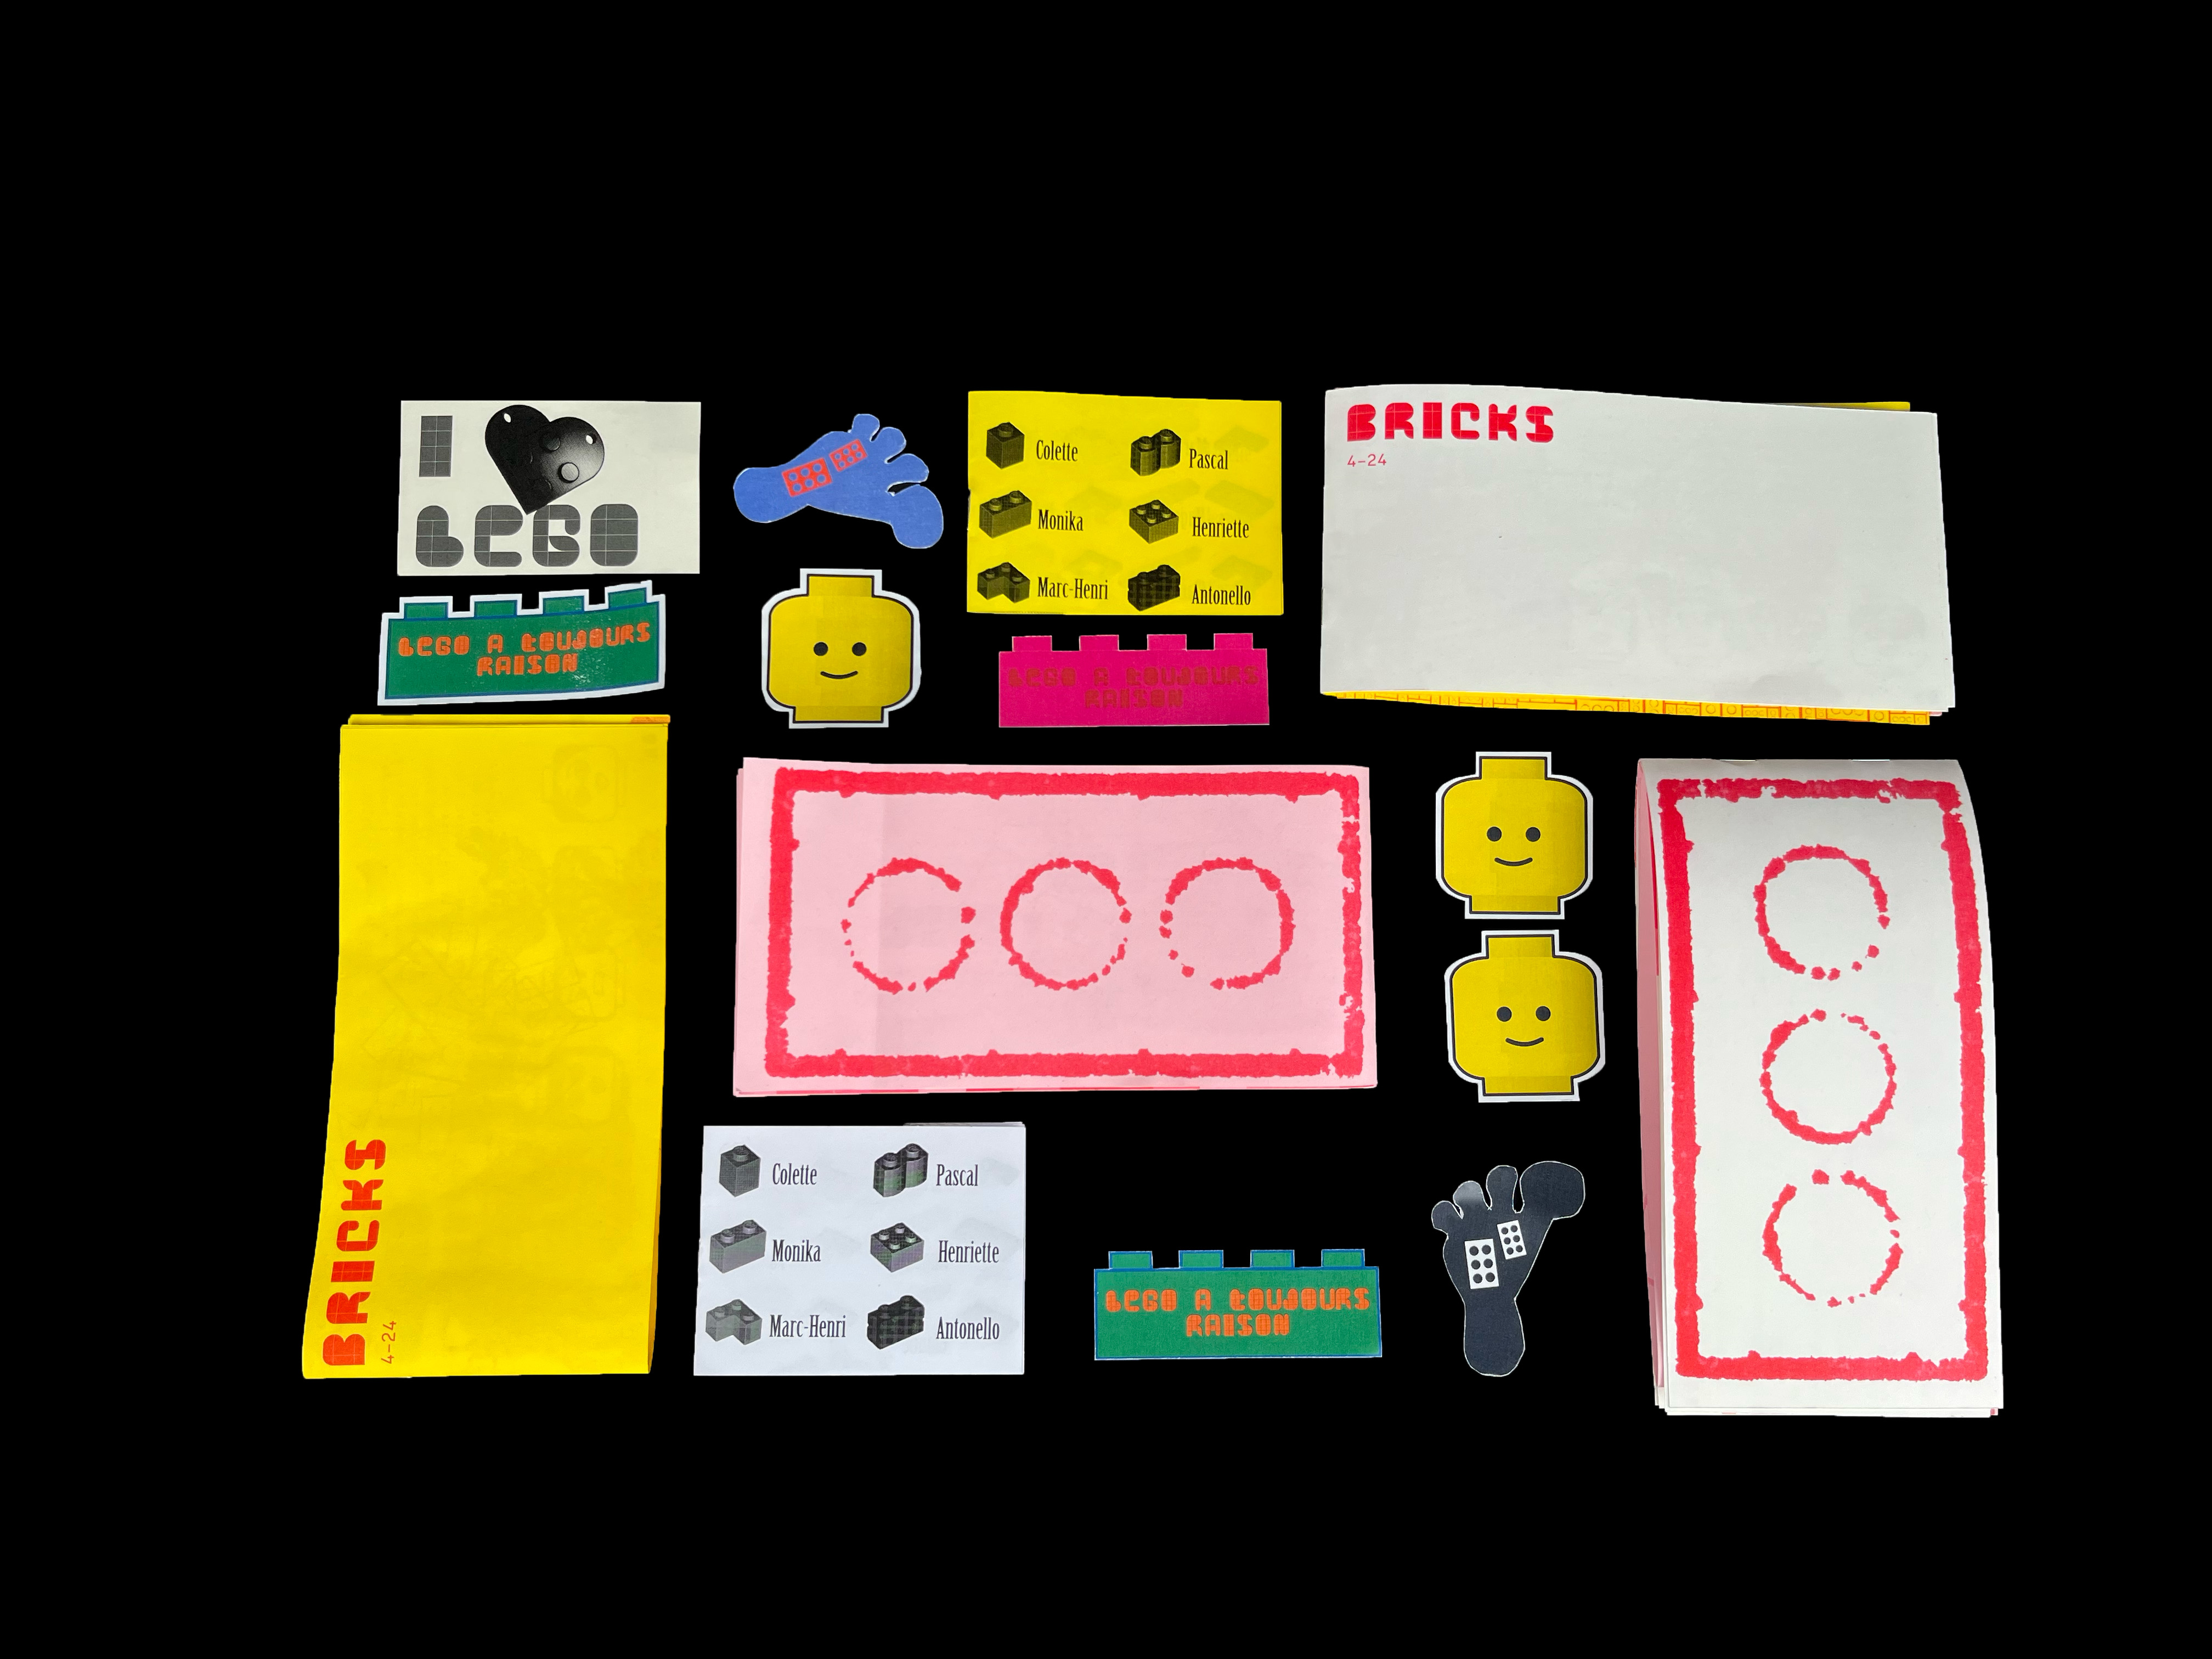 I
LEGO
LEGO A TOUJOURS
RAISON
Colette
Pascal
Monika
Henriette
Marc-Henri
Antonello
BRICKS
4-24
LEGO A TOUJOURS
RAISON
BRICKS
4-24
Colette
Pascal
Monika
Henriette
Marc-Henri
Antonello
LEGO A TOUJOURS
RAISON